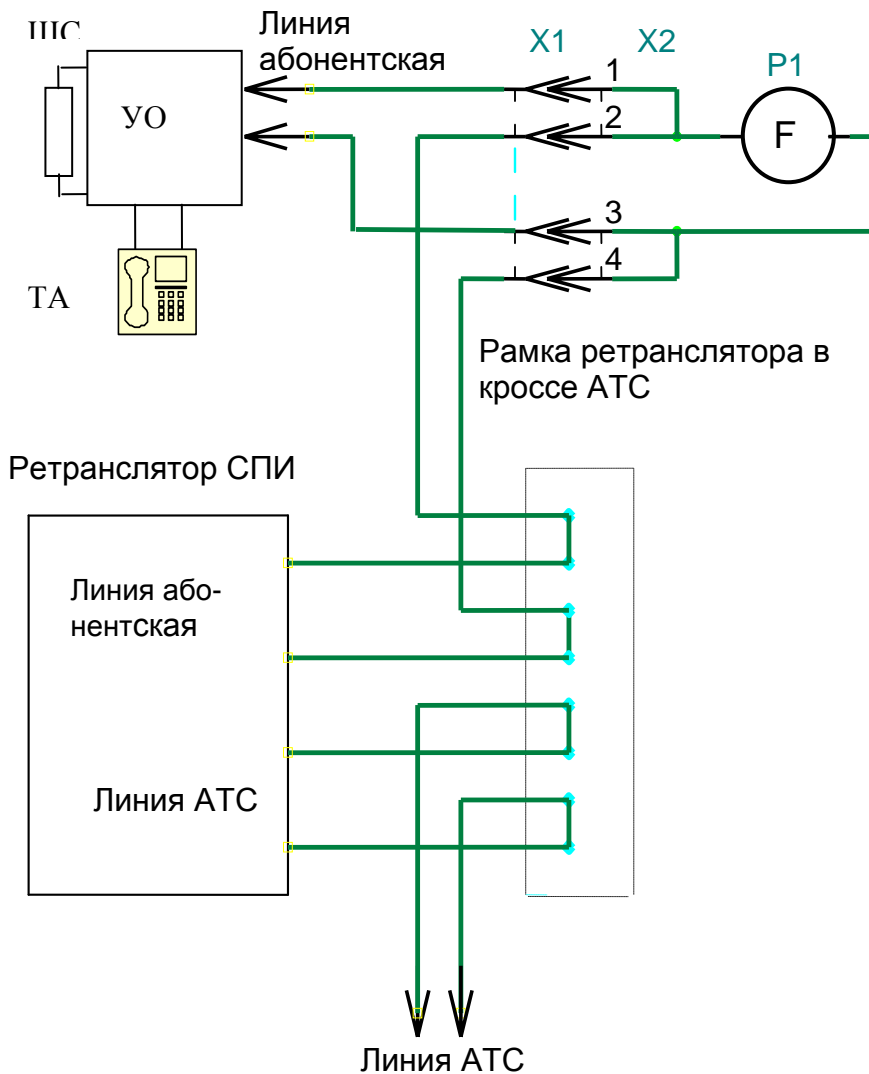 ШС
Линия
абонентская
X1
X2
P1
УО
1
2
F
3
4
ТА
Рамка ретранслятора в
кроссе АТС
Ретранслятор СПИ
Линия або-
нентская
Линия АТС
Линия АТС